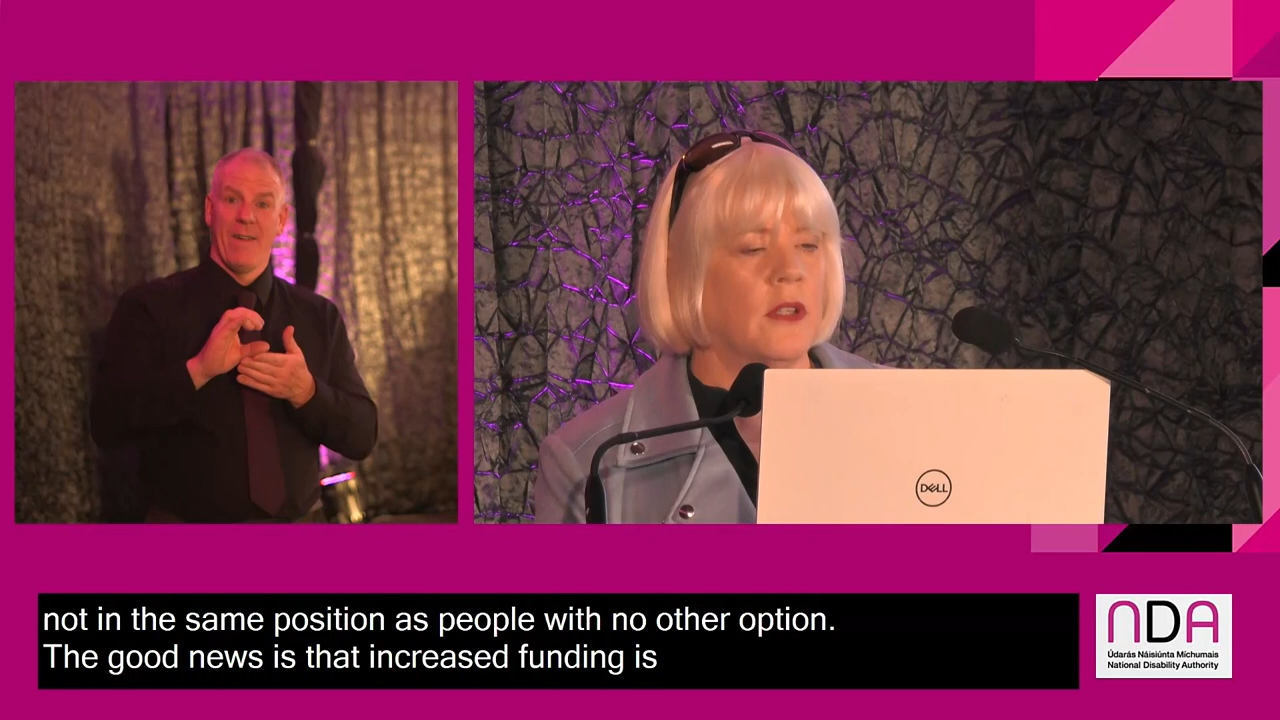 DELL
not in the same position as people with no other option.
The good news is that increased funding is
NDA
Údarás Náisiúnta Míchumais
National Disability Authority